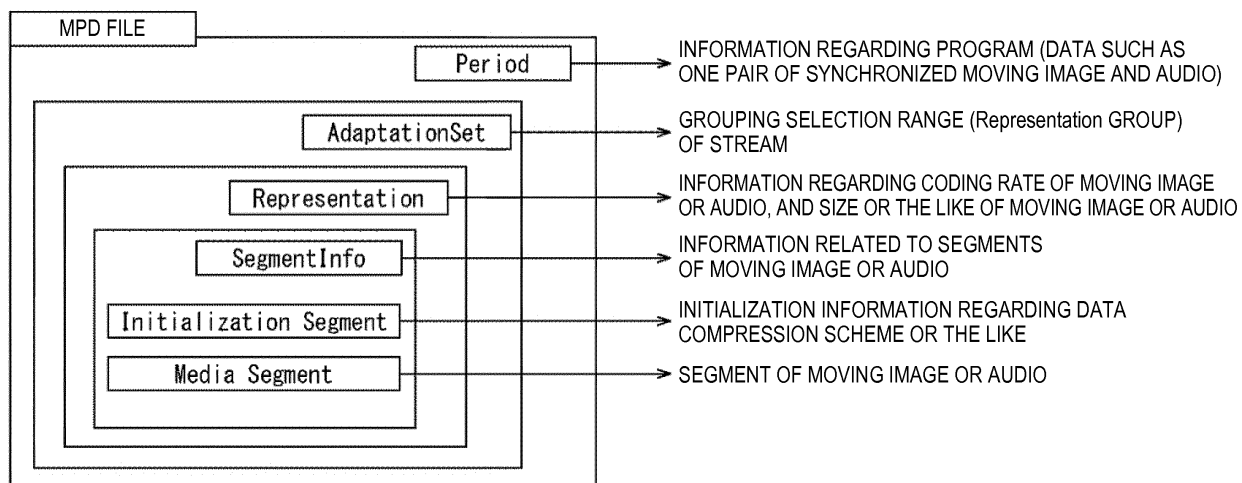 MPD FILE
Period
INFORMATION REGARDING PROGRAM (DATA SUCH AS
ONE PAIR OF SYNCHRONIZED MOVING IMAGE AND AUDIO)
AdaptationSet
GROUPING SELECTION RANGE (Representation GROUP)
OF STREAM
Representation
INFORMATION REGARDING CODING RATE OF MOVING IMAGE
OR AUDIO, AND SIZE OR THE LIKE OF MOVING IMAGE OR AUDIO
SegmentInfo
INFORMATION RELATED TO SEGMENTS
OF MOVING IMAGE OR AUDIO
Initialization Segment
INITIALIZATION INFORMATION REGARDING DATA
COMPRESSION SCHEME OR THE LIKE
Media Segment
SEGMENT OF MOVING IMAGE OR AUDIO